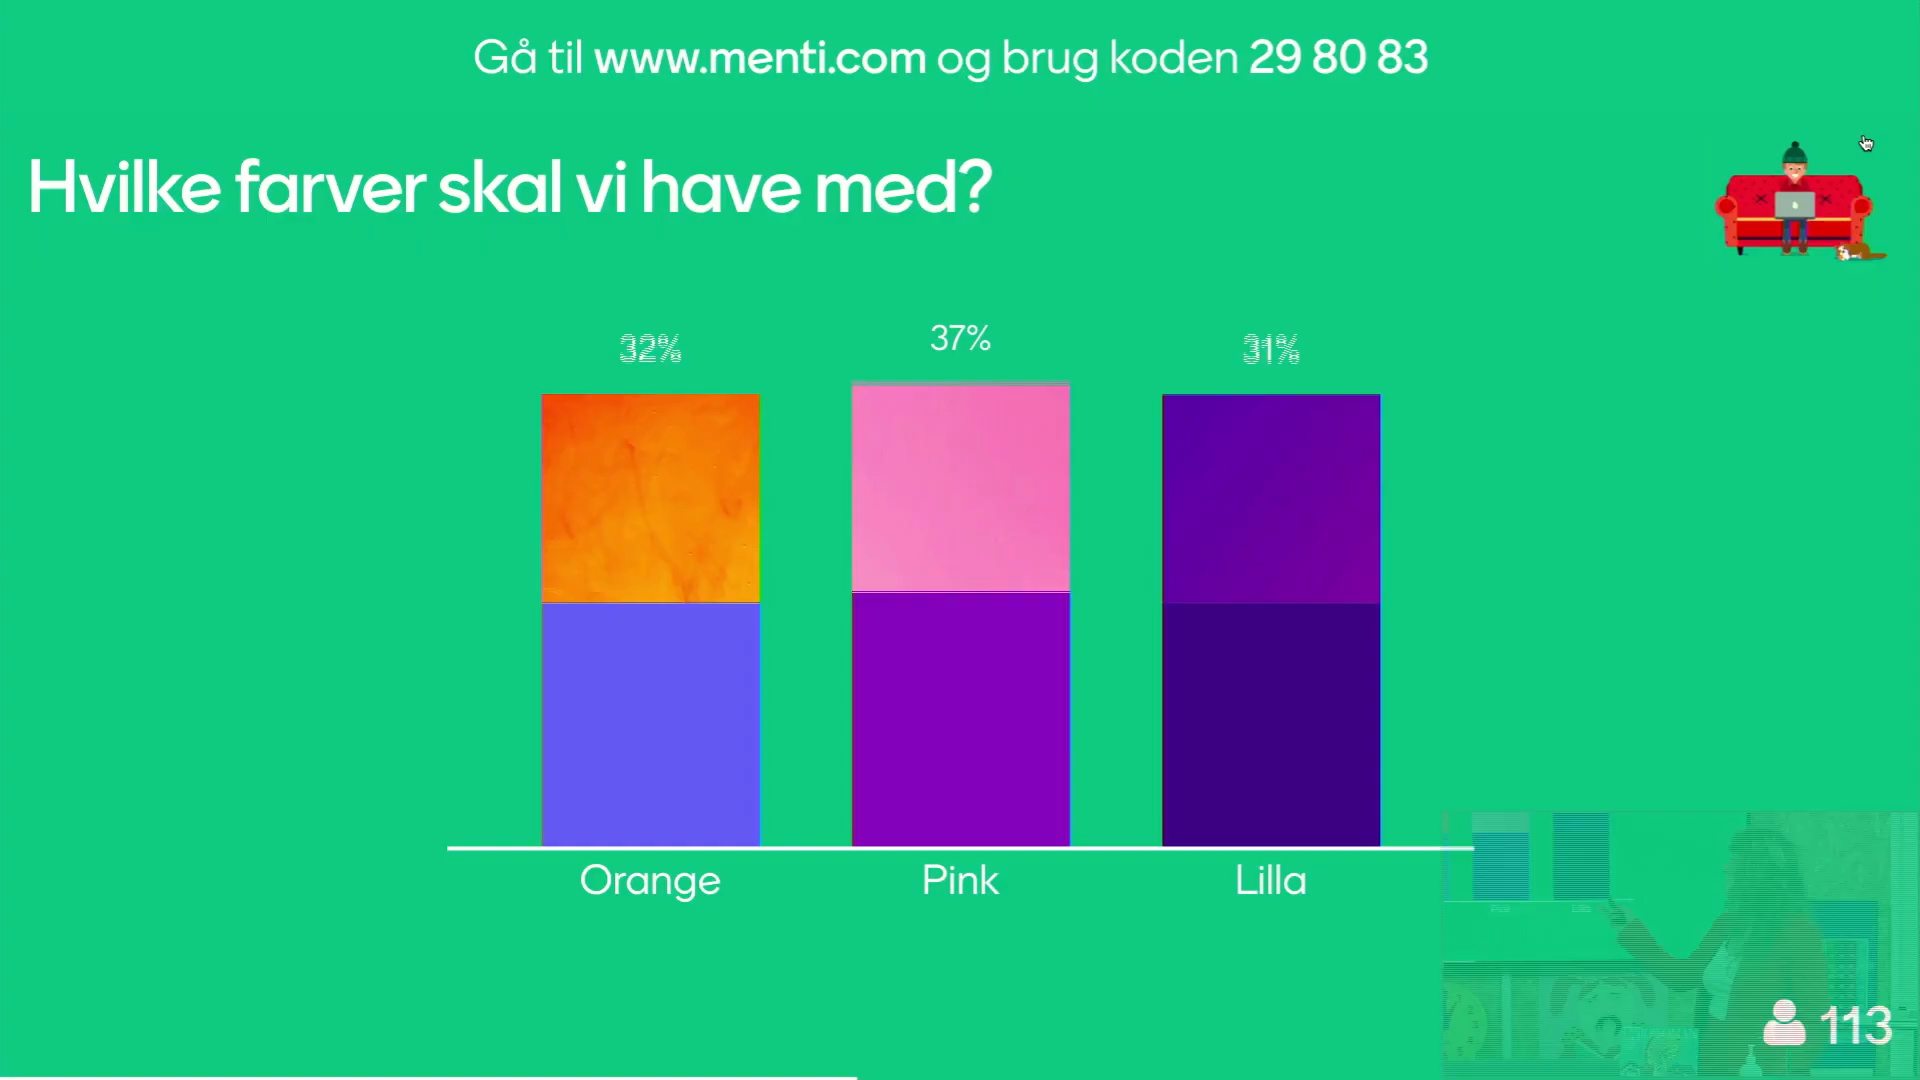 Gå til www.menti.com og brug koden 29 80 83
Hvilke farver skal vi have med?
32%
37%
31%
Orange
Pink
Lilla
113